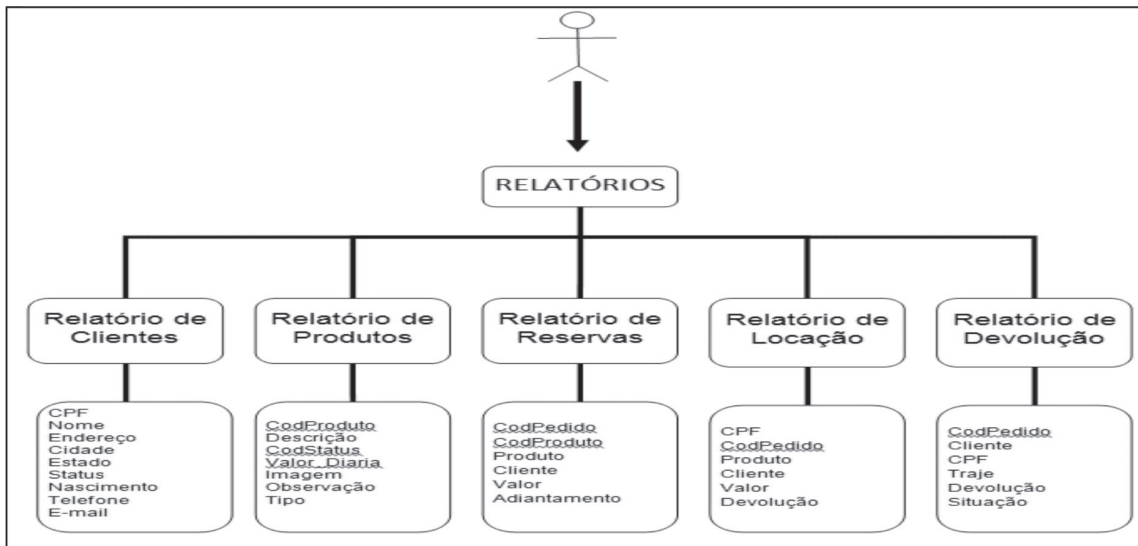 RELATÓRIOS
Relatório de
Clientes
Relatório de
Produtos
Relatório de
Reservas
Relatório de
Locação
Relatório de
Devolução
CPF
Nome
Endereço
Cidade
Estado
Status
Nascimento
Telefone
E-mail
CodProduto
Descrição
CodStatus
Valor_Diaria
Imagem
Observação
Tipo
CodPedido
CodProduto
Produto
Cliente
Valor
Adiantamento
CPF
CodPedido
Produto
Cliente
Valor
Devolução
CodPedido
Cliente
CPF
Traje
Devolução
Situação